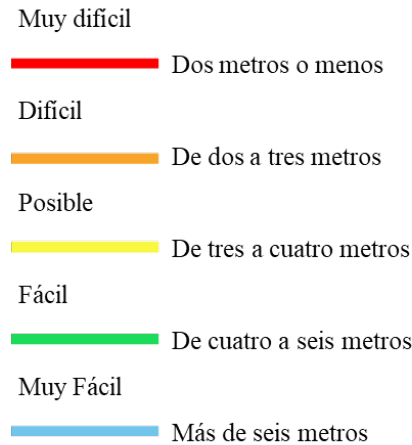 Muy difícil
Dos metros o menos
Difícil
De dos a tres metros
Posible
De tres a cuatro metros
Fácil
De cuatro a seis metros
Muy Fácil
Más de seis metros